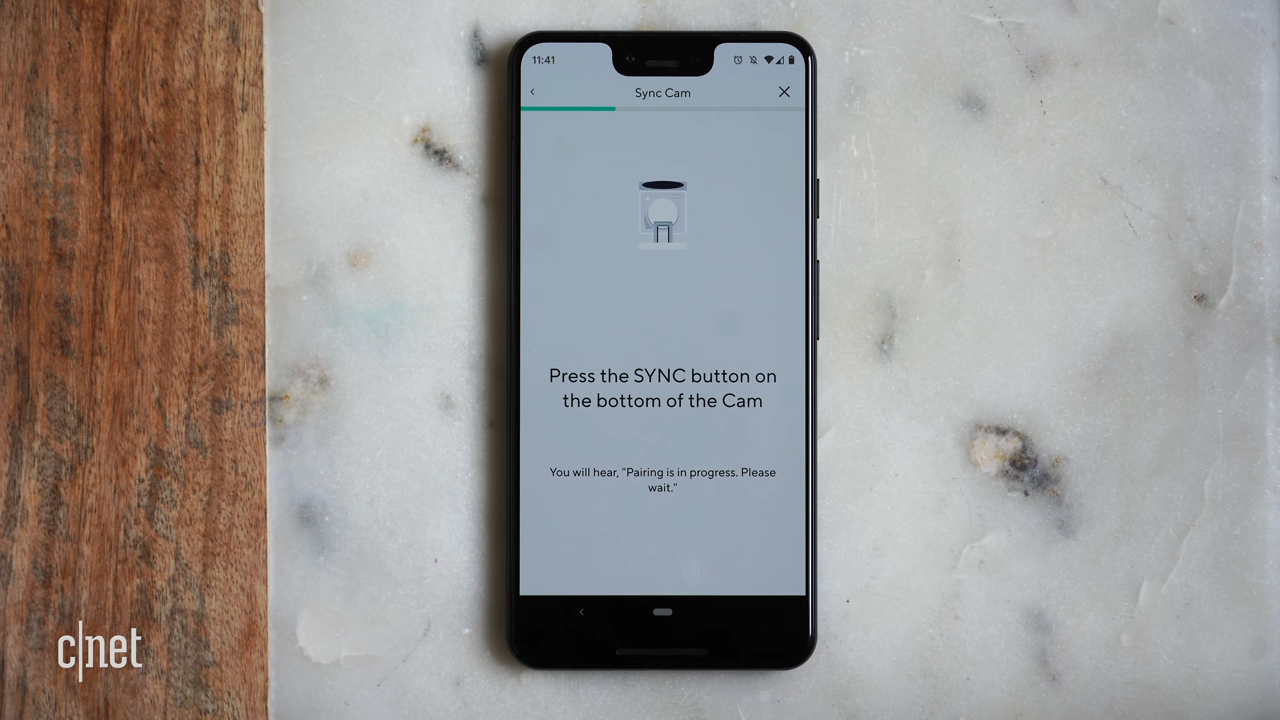 11:41
Sync Cam
Press the SYNC button on
the bottom of the Cam
You will hear, "Pairing is in progress. Please
wait."
c|net